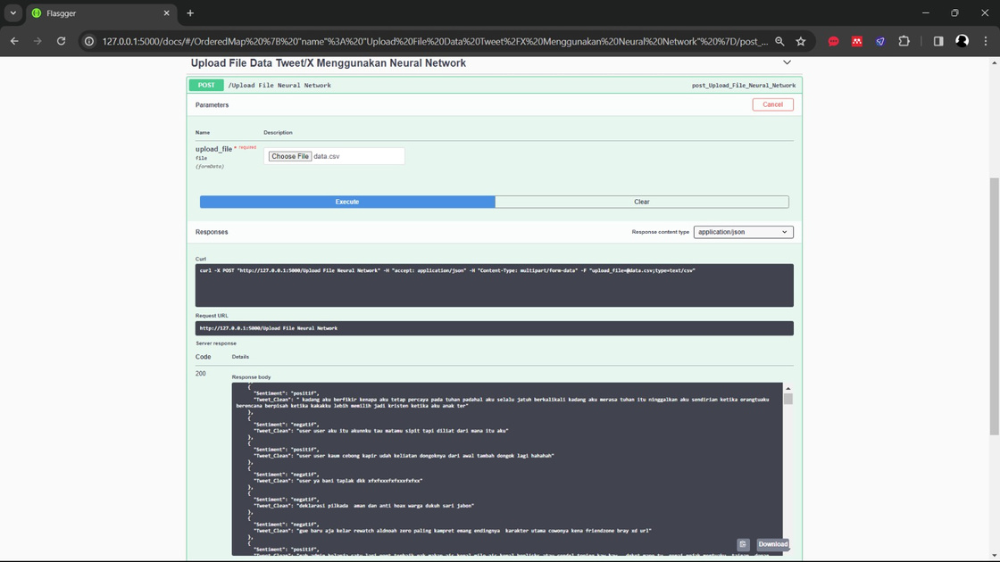 Flasgger
127.0.0.1:5000/docs/#/OrderedMap%20%7B%20"name"%3A%20"Upload%20File%20Data%20Tweet%2FX%20Menggunakan%20Neural%20Network"%20%7D/post_...
Upload File Data Tweet/X Menggunakan Neural Network
POST /Upload File Neural Network post_Upload_File_Neural_Network
Parameters Cancel
Name Description
upload_file * required
file
(formData)
Choose File data.csv
Execute Clear
Responses Response content type application/json
Curl
curl -X POST "http://127.0.0.1:5000/Upload File Neural Network" -H "accept: application/json" -H "Content-Type: multipart/form-data" -F "upload_file=@data.csv;type=text/csv"
Request URL
http://127.0.0.1:5000/Upload File Neural Network
Server response
Code Details
200
Response body
{
"Sentiment": "positif",
"Tweet_Clean": " kadang aku berfikir kenapa aku tetap percaya pada tuhan padahal aku selalu jatuh berkalikali kadang aku merasa tuhan itu ninggalkan aku sendirian ketika orangtuaku
berencana berpisah ketika kakakku lebih memilih jadi kristen ketika aku anak ter"
},
{
"Sentiment": "negatif",
"Tweet_Clean": "user user aku itu akunnku tau matamu sipit tapi diliat dari mana itu aku"
},
{
"Sentiment": "positif",
"Tweet_Clean": "user user kaum cebong kapir udah keliatan dongoknya dari awal tambah dengok lagi hahahah"
},
{
"Sentiment": "negatif",
"Tweet_Clean": "user ya bani taplak dkk xfxfxxxfxfxxxfxfxx"
},
{
"Sentiment": "negatif",
"Tweet_Clean": "deklarasi pilkada  aman dan anti hoax warga dukuh sari jabon"
},
{
"Sentiment": "negatif",
"Tweet_Clean": "gue baru aja kelar rewatch aldnoah zero paling kampret emang endingnya  karakter utama cowonya kena friendzone bray xd url"
},
{
"Sentiment": "positif",
Download